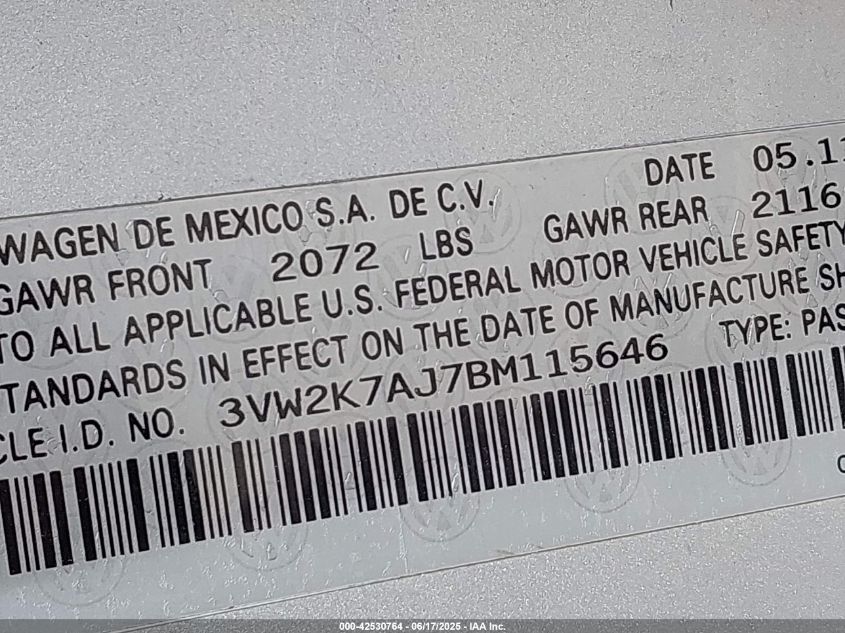 WAGEN DE MEXICO S.A. DE C.V. DATE 05.11
GAWR FRONT 2072 LBS GAWR REAR 2116
TO ALL APPLICABLE U.S. FEDERAL MOTOR VEHICLE SAFETY
TANDARDS IN EFFECT ON THE DATE OF MANUFACTURE SH
CLE I.D. NO. 3VW2K7AJ7BM115646 TYPE: PAS
000-42530764 - 06/17/2025 - IAA Inc.